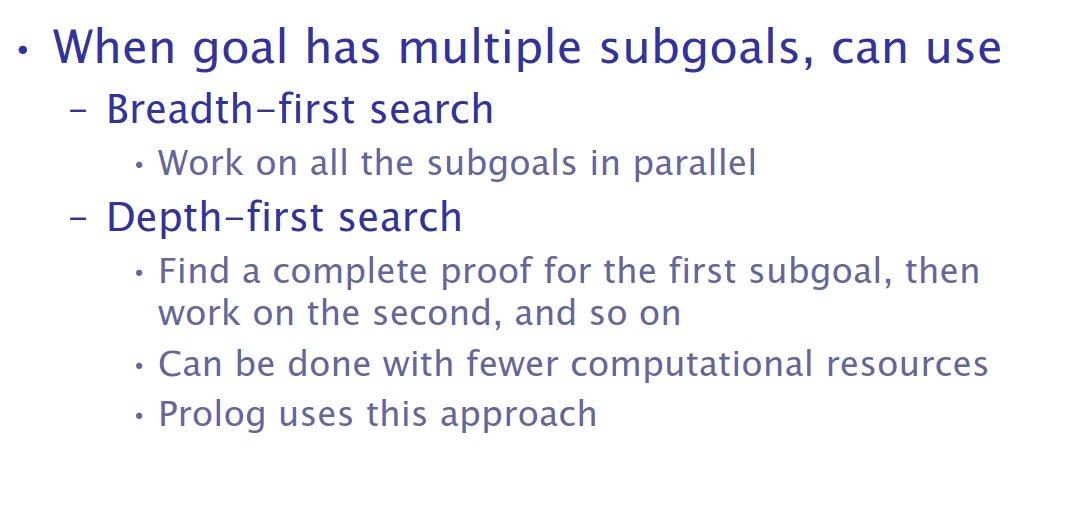 • When goal has multiple subgoals, can use
– Breadth–first search
• Work on all the subgoals in parallel
– Depth–first search
• Find a complete proof for the first subgoal, then
work on the second, and so on
• Can be done with fewer computational resources
• Prolog uses this approach